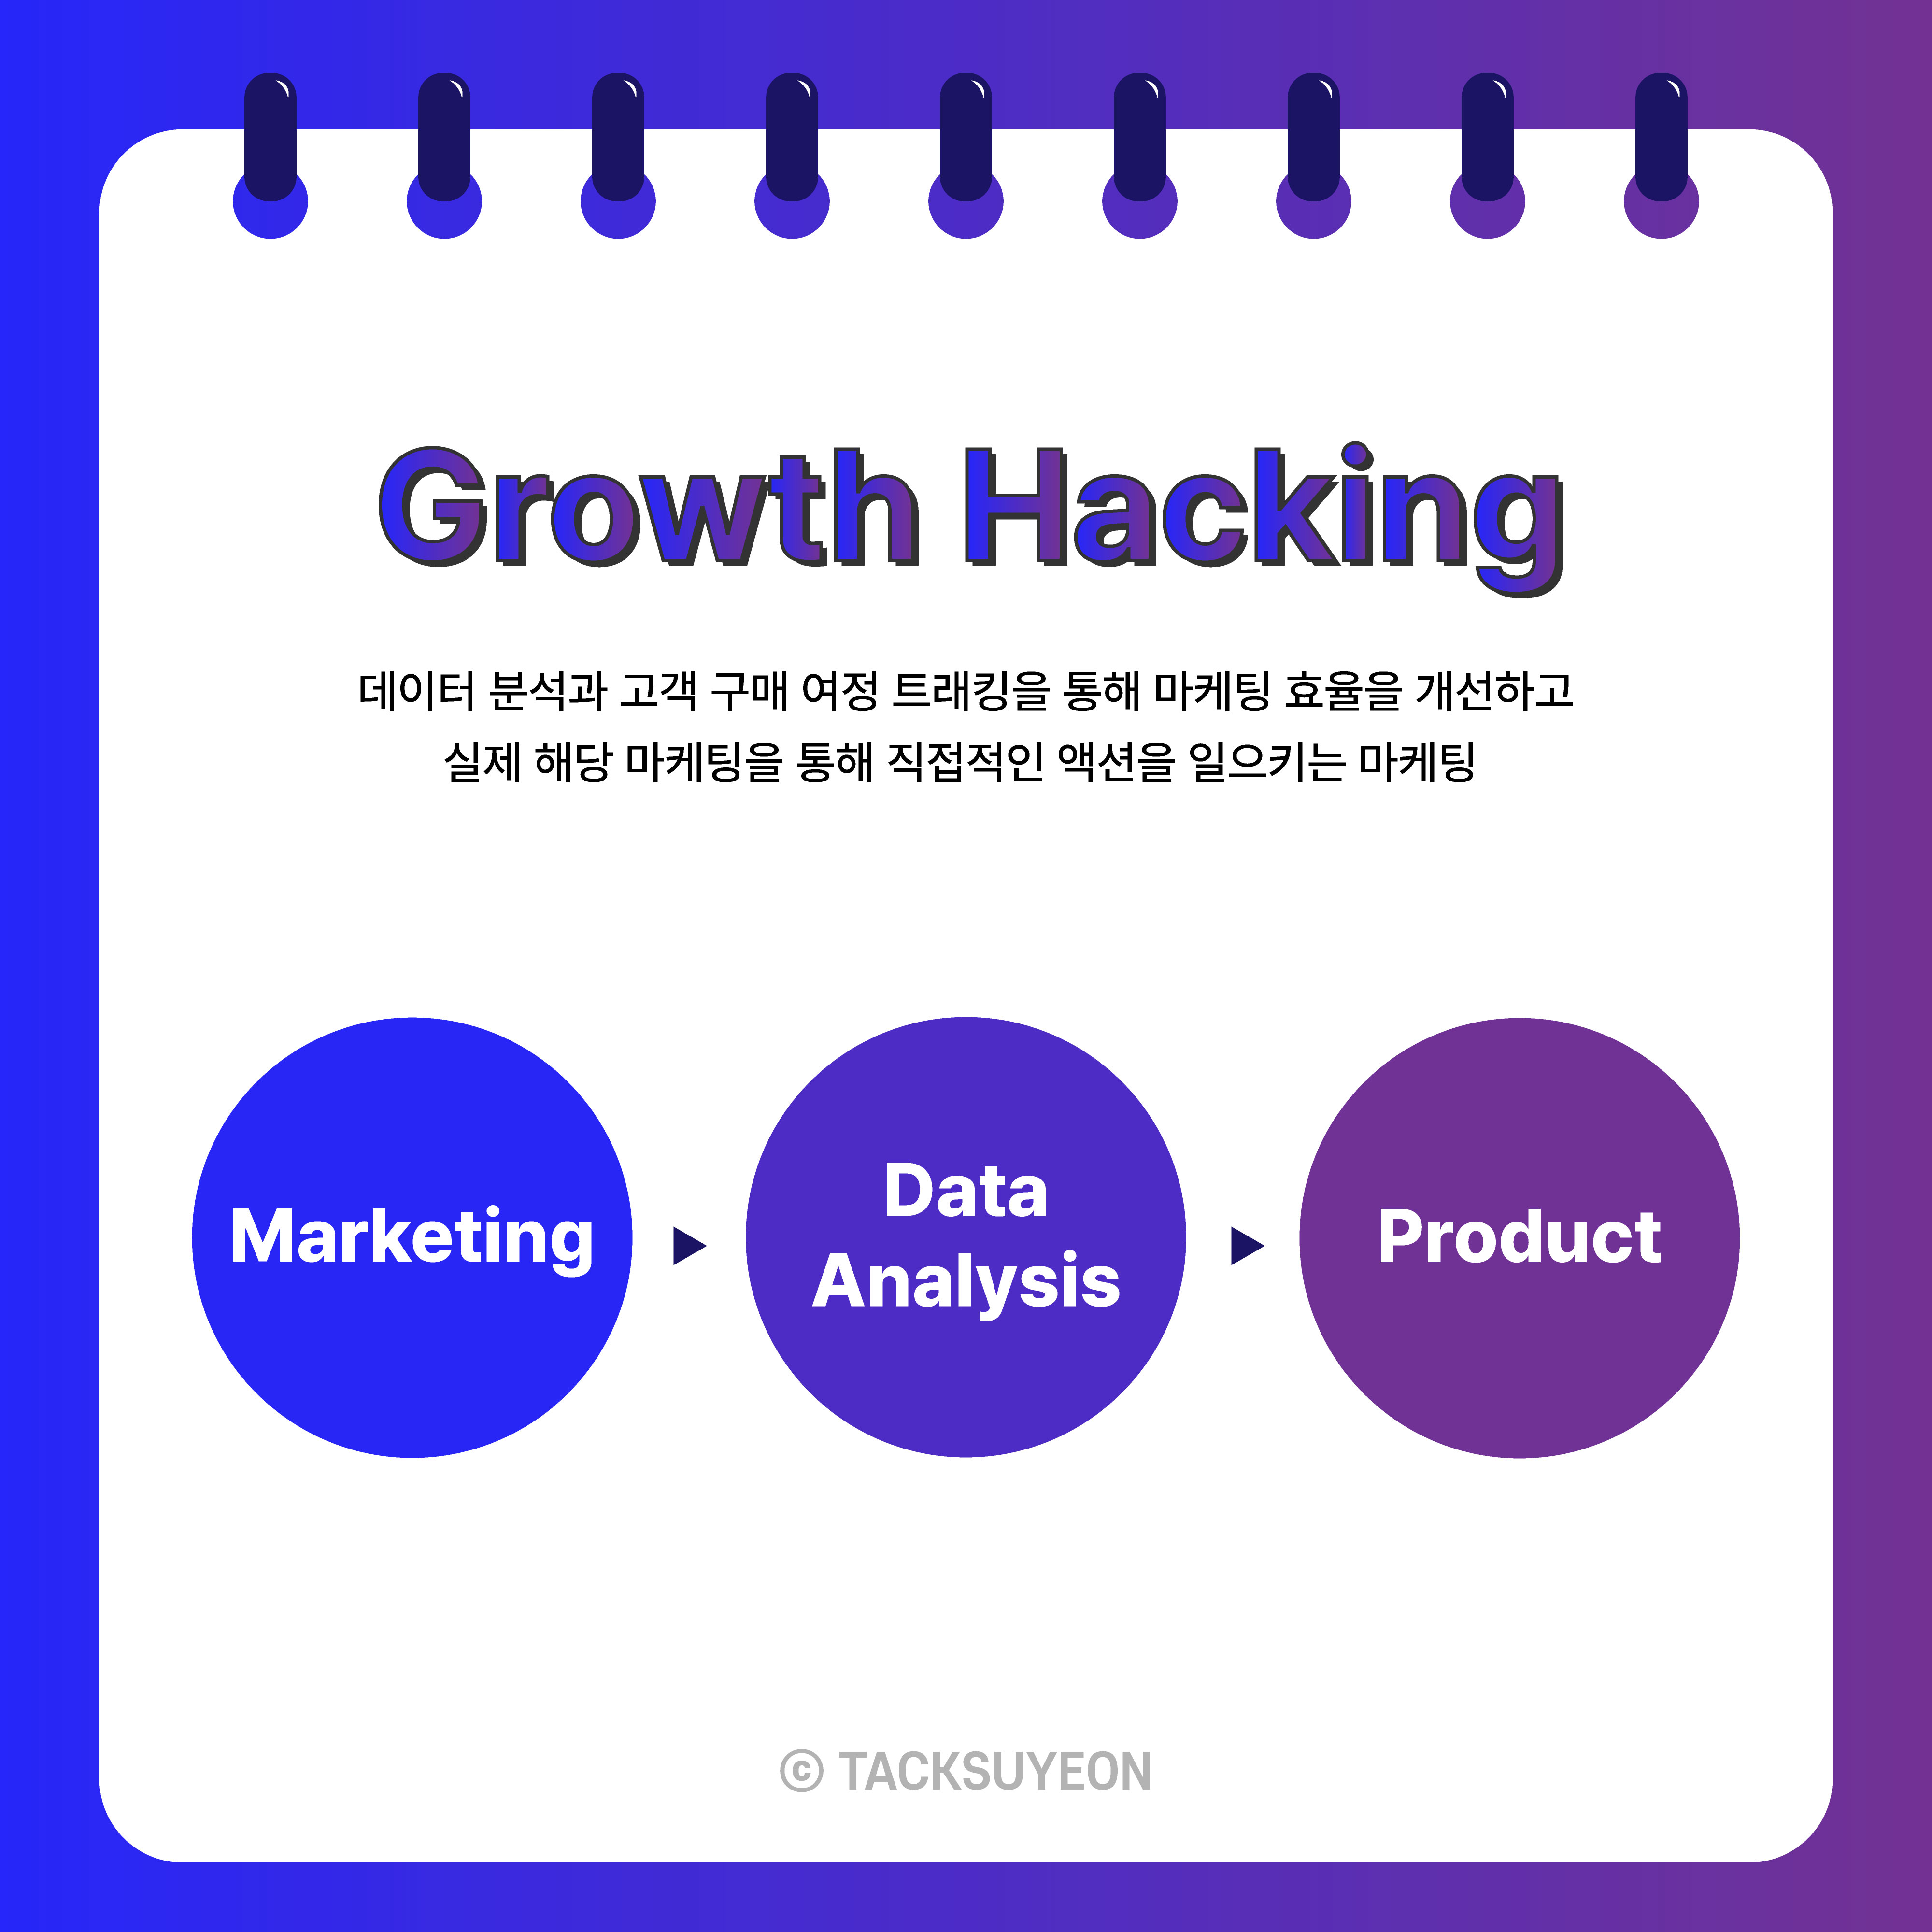 Growth Hacking
데이터 분석과 고객 구매 여정 트래킹을 통해 마케팅 효율을 개선하고
실제 해당 마케팅을 통해 직접적인 액션을 일으키는 마케팅
Marketing
Data
Analysis
Product
© TACKSUYEON